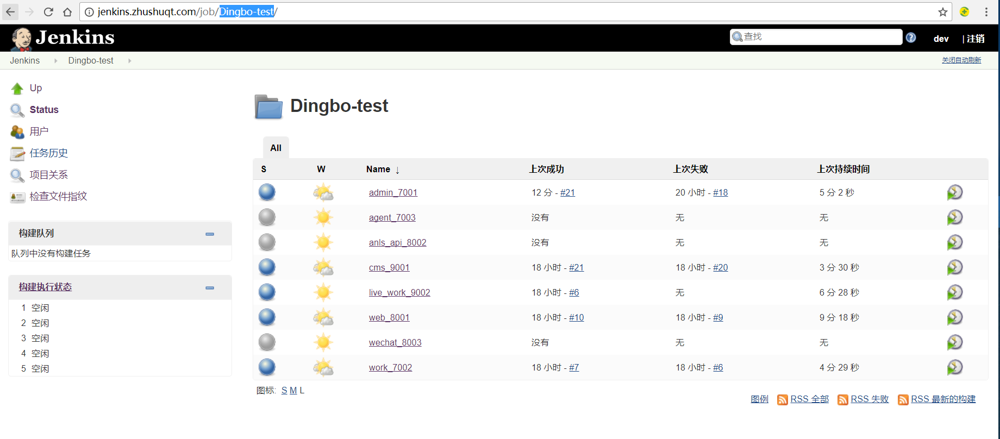 jenkins.zhushuqt.com/job/Dingbo-test/
Jenkins
查找
dev
| 注销
Jenkins
Dingbo-test
关闭自动刷新
Up
Status
用户
任务历史
项目关系
检查文件指纹
构建队列
队列中没有构建任务
构建执行状态
1 空闲
2 空闲
3 空闲
4 空闲
5 空闲
Dingbo-test
All
S W Name ↓ 上次成功 上次失败 上次持续时间
admin_7001 12 分 - #21 20 小时 - #18 5 分 2 秒
agent_7003 没有 无 无
anls_api_8002 没有 无 无
cms_9001 18 小时 - #21 18 小时 - #20 3 分 30 秒
live_work_9002 18 小时 - #6 无 6 分 28 秒
web_8001 18 小时 - #10 18 小时 - #9 9 分 18 秒
wechat_8003 没有 无 无
work_7002 18 小时 - #7 18 小时 - #6 4 分 29 秒
图标: S M L
图例 RSS 全部 RSS 失败 RSS 最新的构建